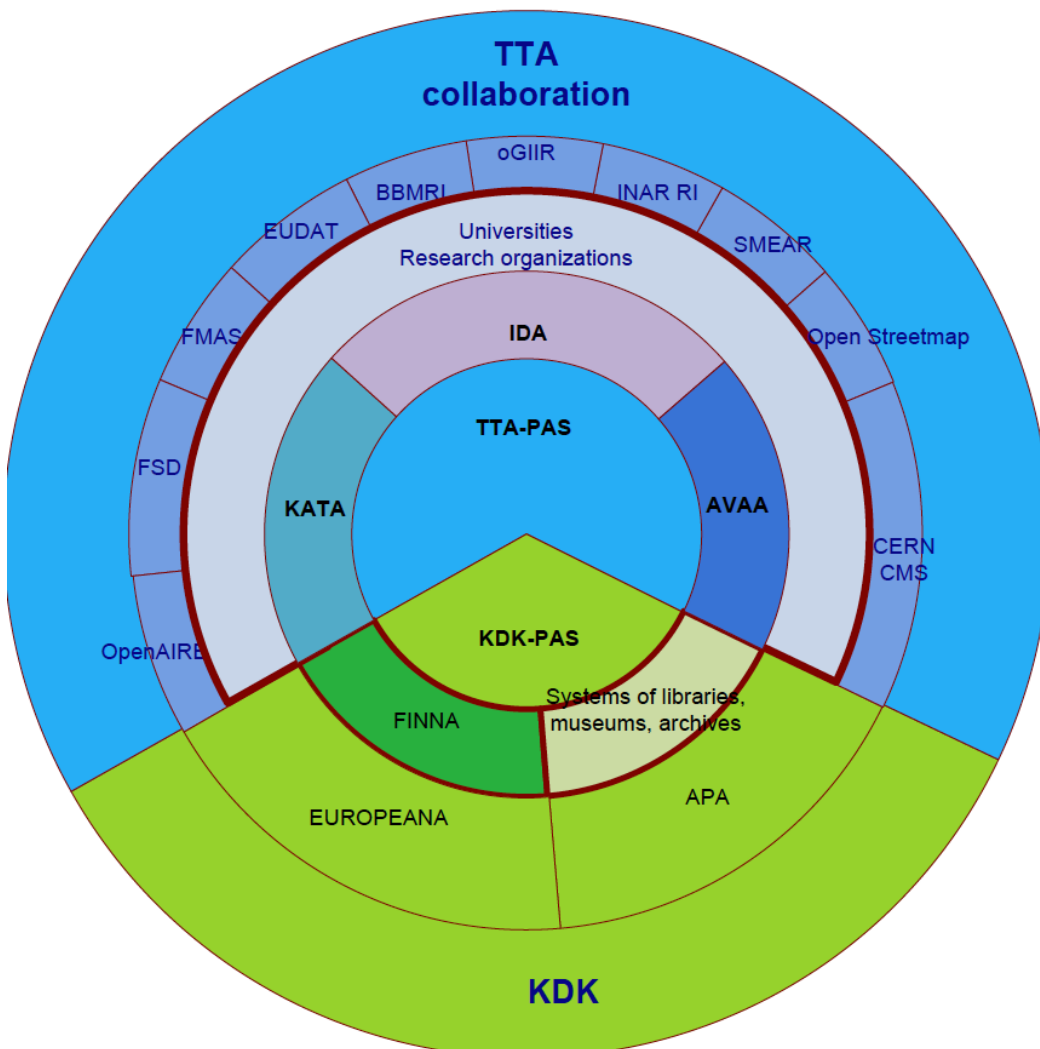 TTA
collaboration
oGIIR
BBMRI
INAR RI
EUDAT
SMEAR
Universities
Research organizations
FMAS
IDA
Open Streetmap
TTA-PAS
FSD
KATA
AVAA
CERN
CMS
OpenAIRE
KDK-PAS
Systems of libraries,
museums, archives
FINNA
EUROPEANA
APA
KDK